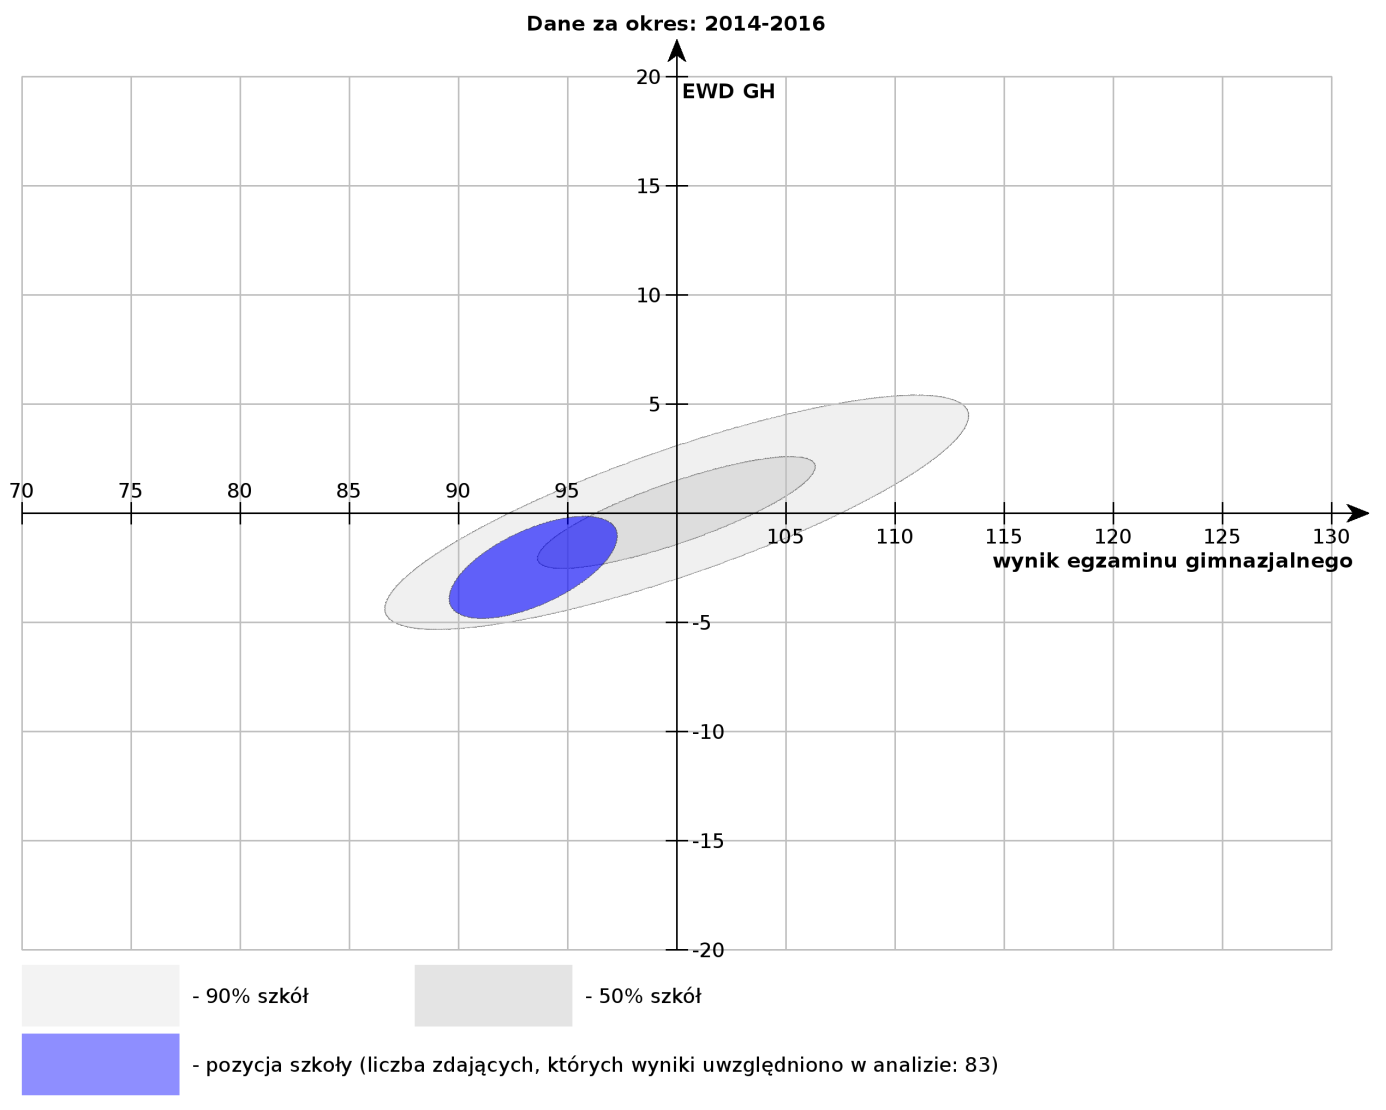 Dane za okres: 2014-2016
20
EWD GH
15
10
5
70 75 80 85 90 95
105 110 115 120 125 130
wynik egzaminu gimnazjalnego
-5
-10
-15
-20
- 90% szkół - 50% szkół
- pozycja szkoły (liczba zdających, których wyniki uwzględniono w analizie: 83)